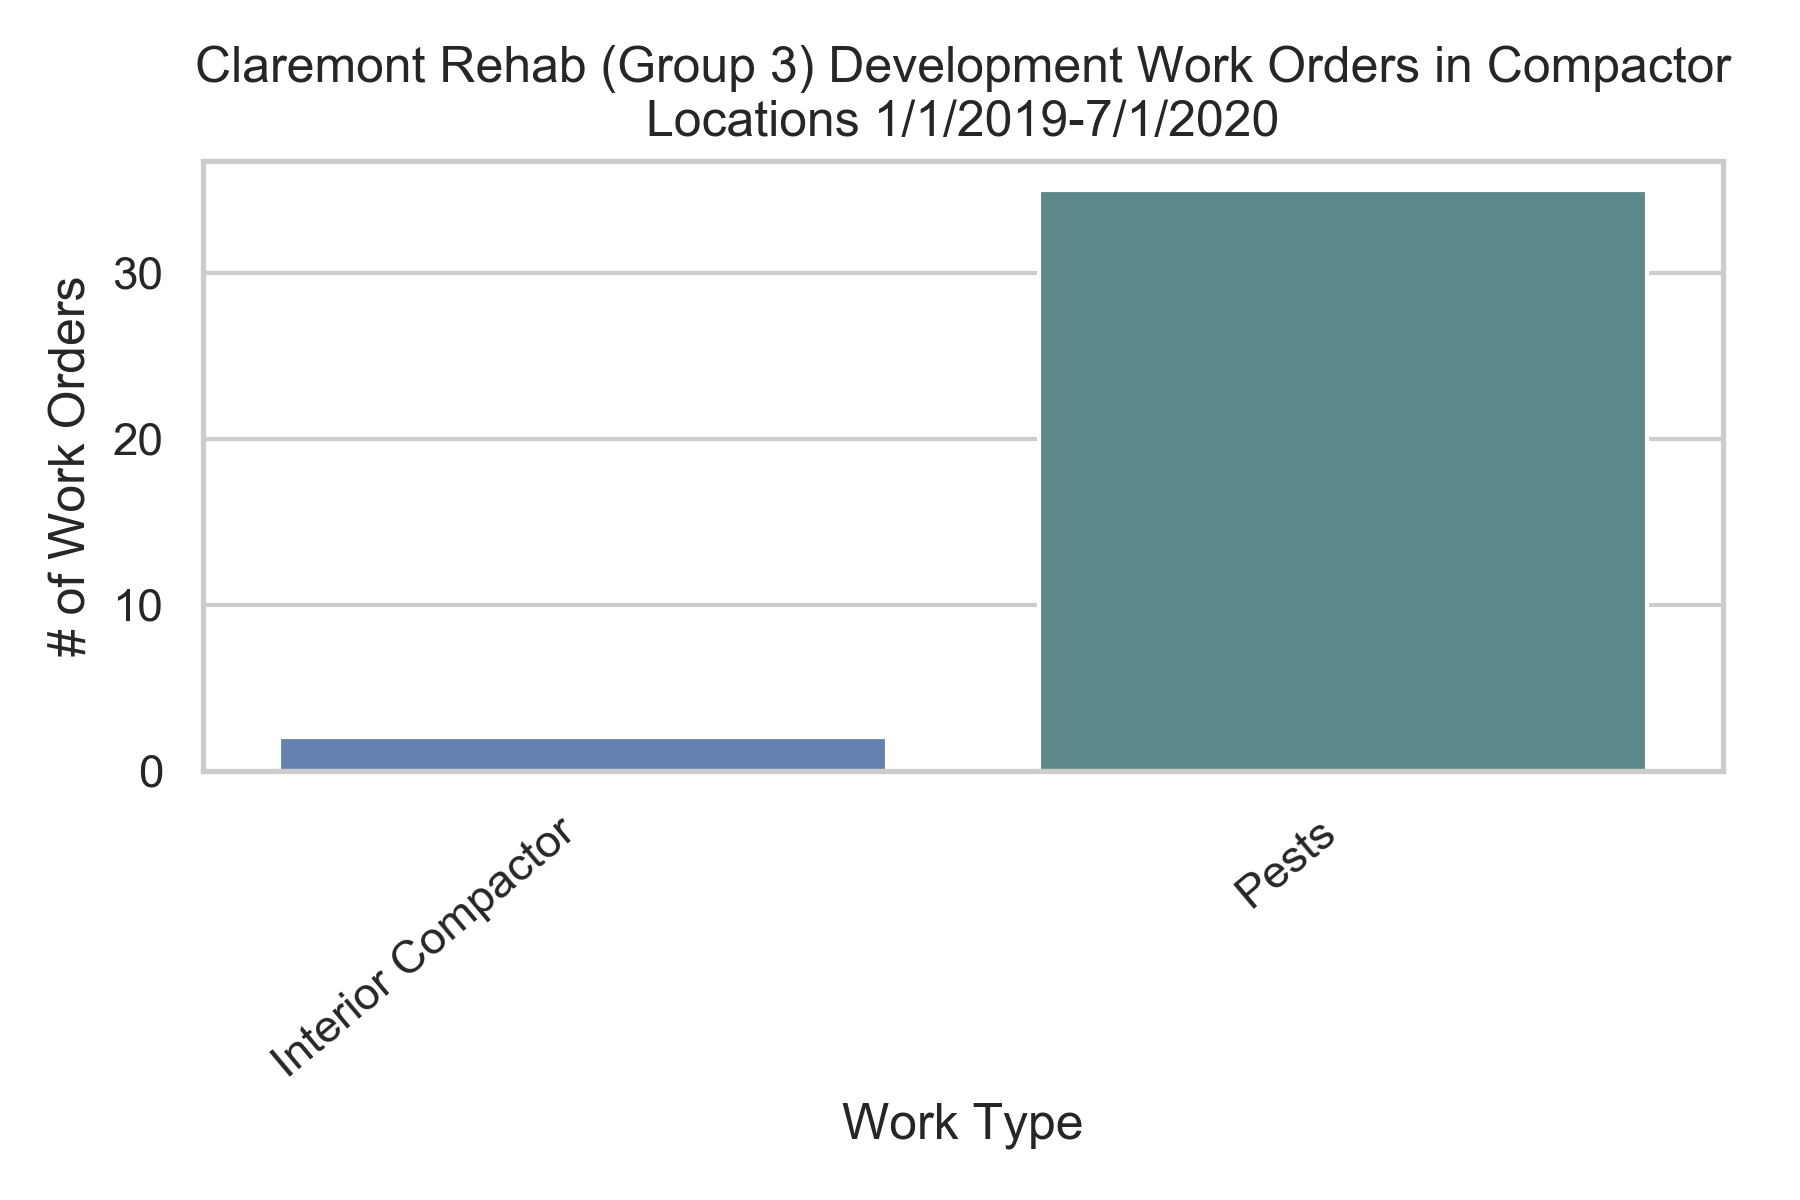 Claremont Rehab (Group 3) Development Work Orders in Compactor
Locations 1/1/2019-7/1/2020
# of Work Orders
30
20
10
0
Interior Compactor
Pests
Work Type